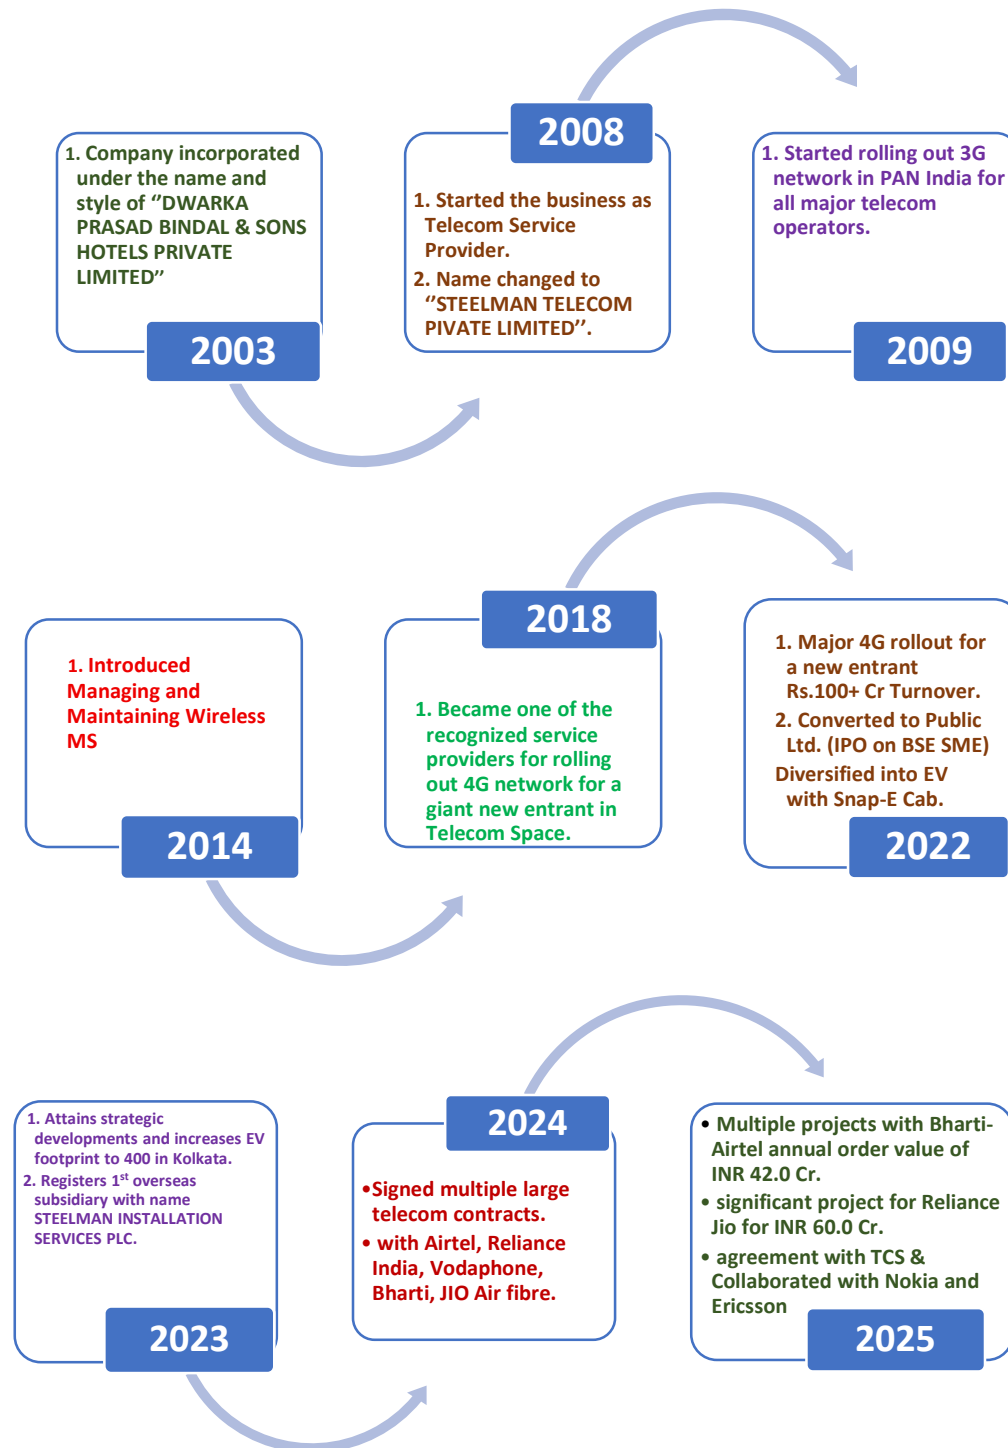 1. Company incorporated
under the name and
style of “DWARKA
PRASAD BINDAL & SONS
HOTELS PRIVATE
LIMITED”
2003
2008
1. Started the business as
Telecom Service
Provider.
2. Name changed to
“STEELMAN TELECOM
PIVATE LIMITED”.
1. Started rolling out 3G
network in PAN India for
all major telecom
operators.
2009
1. Introduced
Managing and
Maintaining Wireless
MS
2014
2018
1. Became one of the
recognized service
providers for rolling
out 4G network for a
giant new entrant in
Telecom Space.
1. Major 4G rollout for
a new entrant
Rs.100+ Cr Turnover.
2. Converted to Public
Ltd. (IPO on BSE SME)
Diversified into EV
with Snap-E Cab.
2022
1. Attains strategic
developments and increases EV
footprint to 400 in Kolkata.
2. Registers 1st overseas
subsidiary with name
STEELMAN INSTALLATION
SERVICES PLC.
2023
2024
•Signed multiple large
telecom contracts.
• with Airtel, Reliance
India, Vodaphone,
Bharti, JIO Air fibre.
• Multiple projects with Bharti-
Airtel annual order value of
INR 42.0 Cr.
• significant project for Reliance
Jio for INR 60.0 Cr.
• agreement with TCS &
Collaborated with Nokia and
Ericsson
2025